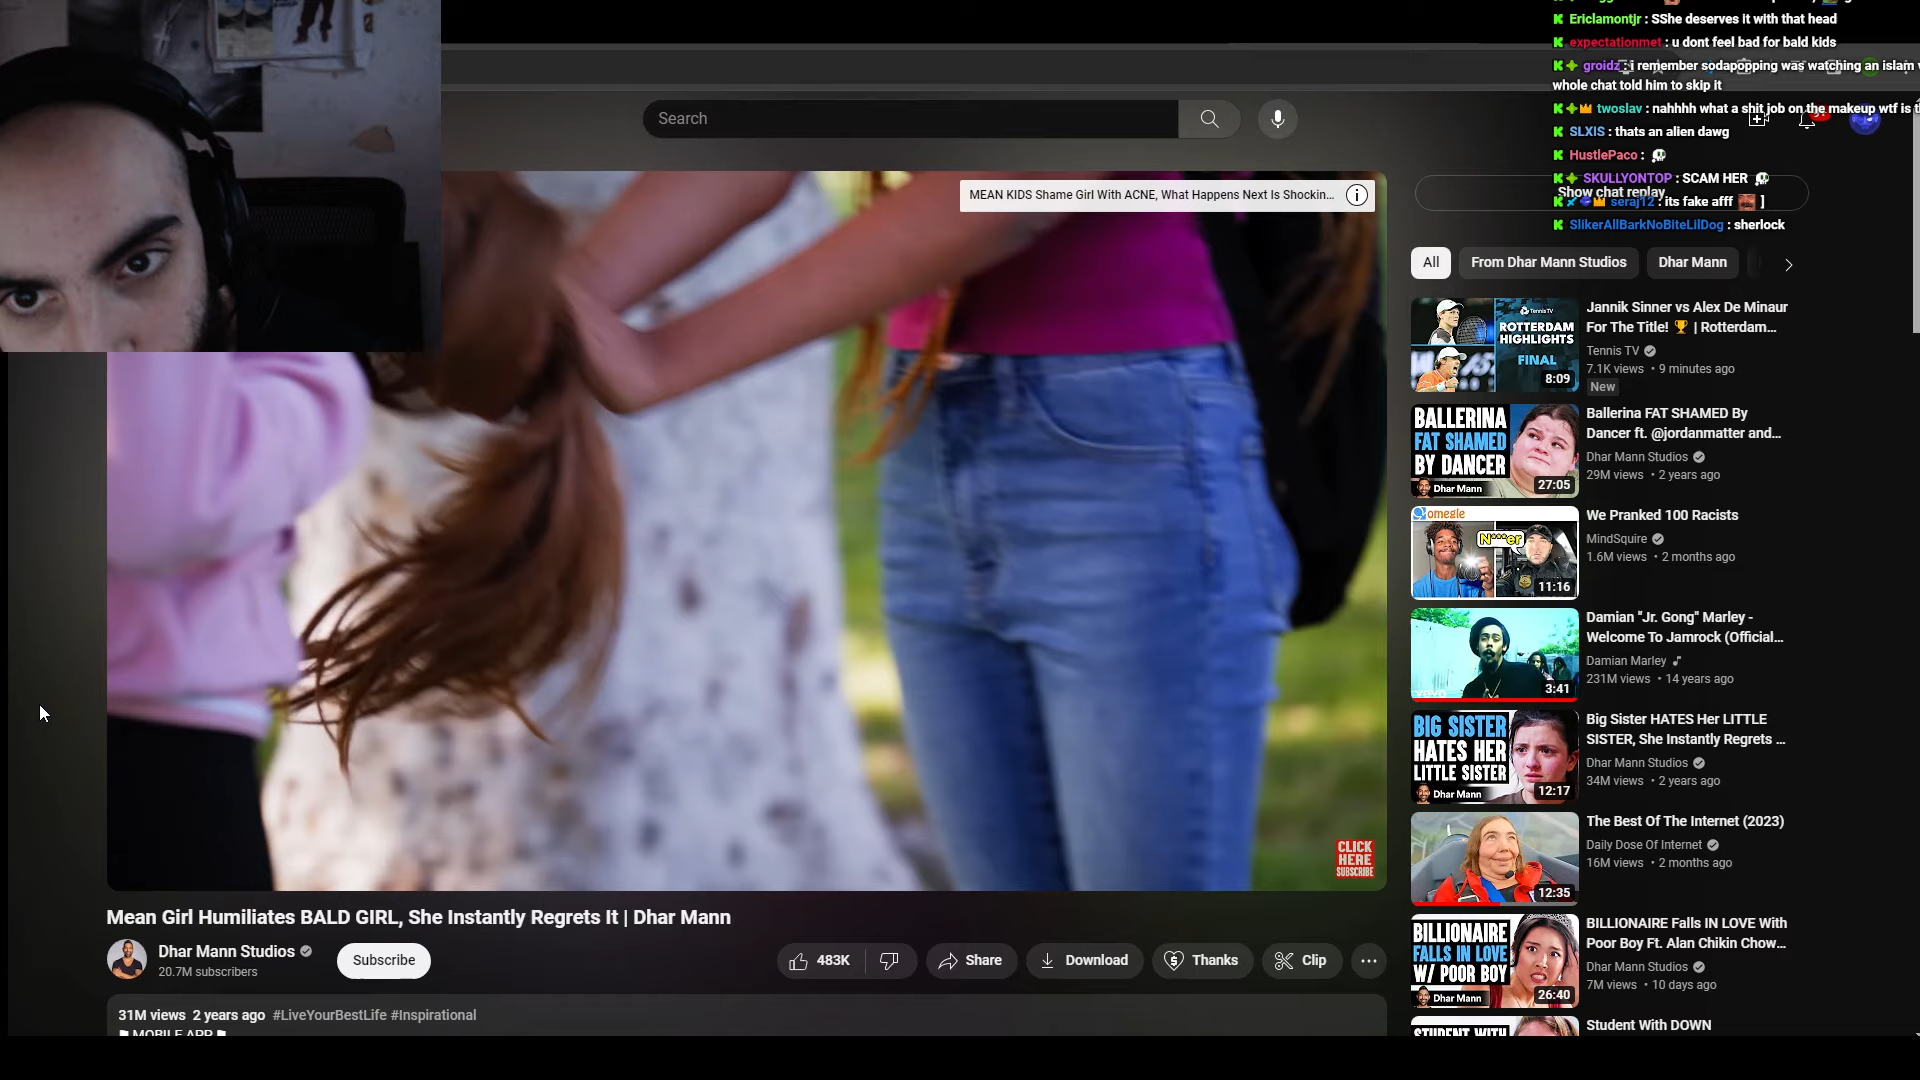 Ericlamontjr : SShe deserves it with that head
expectationmet : u dont feel bad for bald kids
groidz : i remember sodapopping was watching an islam
whole chat told him to skip it
twoslav : nahhhh what a shit job on the makeup wtf is
SLXIS : thats an alien dawg
HustlePaco :
SKULLYONTOP : SCAM HER
seraj12 : its fake afff ]
SlikerAllBarkNoBiteLilDog : sherlock
Search
Show chat replay
MEAN KIDS Shame Girl With ACNE, What Happens Next Is Shockin...
CLICK
HERE
SUBSCRIBE
Mean Girl Humiliates BALD GIRL, She Instantly Regrets It | Dhar Mann
Dhar Mann Studios
20.7M subscribers
Subscribe
483K
Share
Download
Thanks
Clip
31M views 2 years ago #LiveYourBestLife #Inspirational
MOBILE APP
All
From Dhar Mann Studios
Dhar Mann
TennisTV
ROTTERDAM
HIGHLIGHTS
FINAL
8:09
Jannik Sinner vs Alex De Minaur
For The Title! 🏆 | Rotterdam...
Tennis TV
7.1K views • 9 minutes ago
New
BALLERINA
FAT SHAMED
BY DANCER
Dhar Mann
27:05
Ballerina FAT SHAMED By
Dancer ft. @jordanmatter and...
Dhar Mann Studios
29M views • 2 years ago
omegle
N***er
11:16
We Pranked 100 Racists
MindSquire
1.6M views • 2 months ago
vevo
3:41
Damian "Jr. Gong" Marley -
Welcome To Jamrock (Official...
Damian Marley
231M views • 14 years ago
BIG SISTER
HATES HER
LITTLE SISTER
Dhar Mann
12:17
Big Sister HATES Her LITTLE
SISTER, She Instantly Regrets ...
Dhar Mann Studios
34M views • 2 years ago
12:35
The Best Of The Internet (2023)
Daily Dose Of Internet
16M views • 2 months ago
BILLIONAIRE
FALLS IN LOVE
W/ POOR BOY
Dhar Mann
26:40
BILLIONAIRE Falls IN LOVE With
Poor Boy Ft. Alan Chikin Chow...
Dhar Mann Studios
7M views • 10 days ago
STUDENT WITH
Student With DOWN